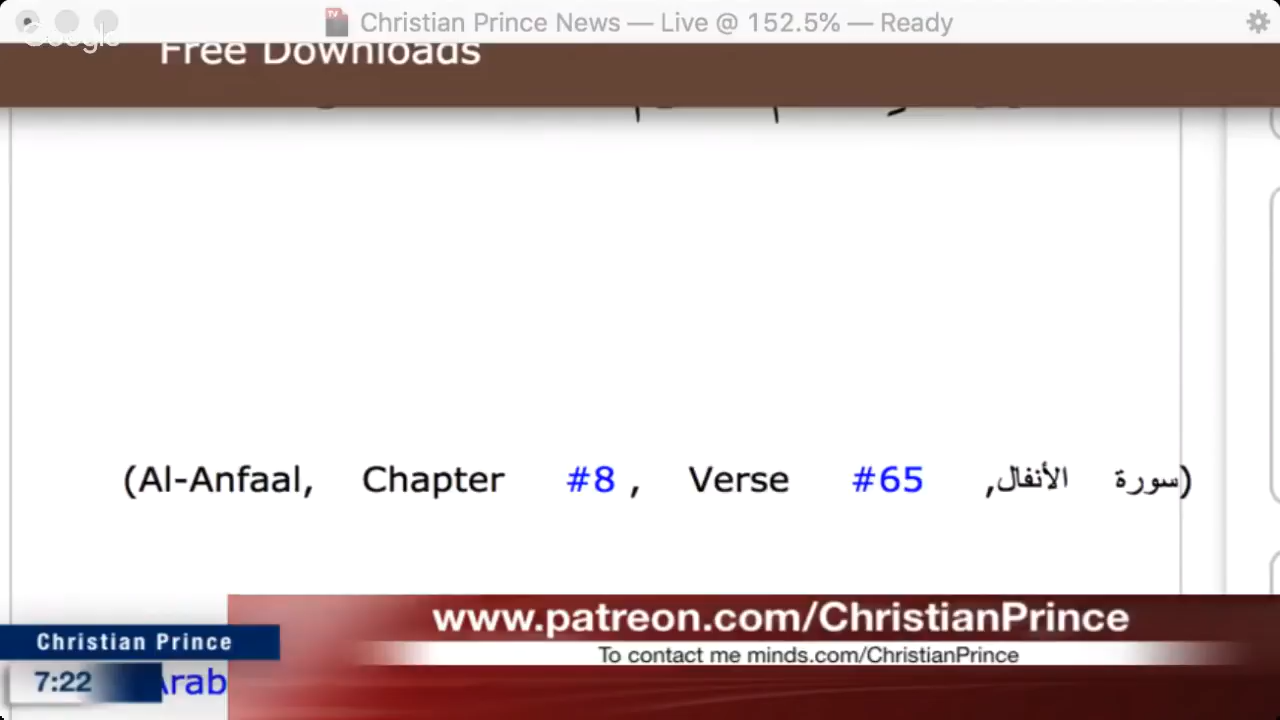 Christian Prince News — Live @ 152.5% — Ready
Google
Free Downloads
(Al-Anfaal, Chapter #8 , Verse #65 ,سورة الأنفال)
www.patreon.com/ChristianPrince
Christian Prince
To contact me minds.com/ChristianPrince
7:22
Arab